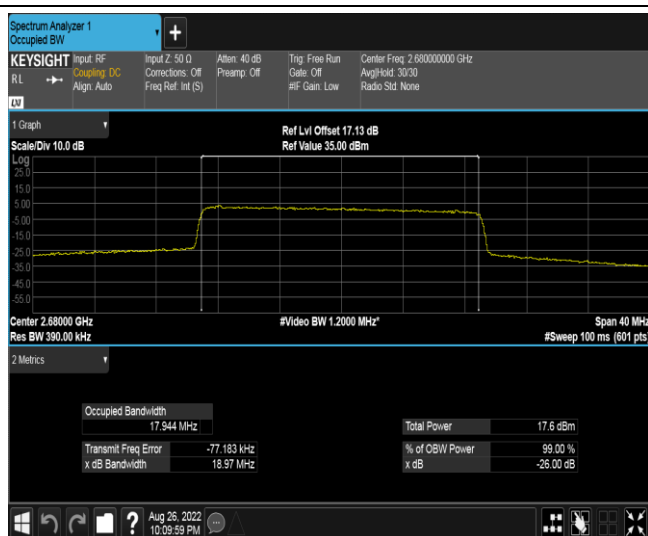 Spectrum Analyzer 1
Occupied BW
+
KEYSIGHT Input: RF Input Z: 50 Ω Atten: 40 dB Trig: Free Run Center Freq: 2.680000000 GHz
RL Coupling: DC Corrections: Off Preamp: Off Gate: Off Avg|Hold: 30/30
Align: Auto Freq Ref: Int (S) #IF Gain: Low Radio Std: None
LXI
1 Graph
Ref Lvl Offset 17.13 dB
Scale/Div 10.0 dB Ref Value 35.00 dBm
Log
25.0
15.0
5.00
-5.00
-15.0
-25.0
-35.0
-45.0
-55.0
Center 2.68000 GHz #Video BW 1.2000 MHz* Span 40 MHz
Res BW 390.00 kHz #Sweep 100 ms (601 pts)
2 Metrics
Occupied Bandwidth
17.944 MHz Total Power 17.6 dBm
Transmit Freq Error -77.183 kHz % of OBW Power 99.00 %
x dB Bandwidth 18.97 MHz x dB -26.00 dB
? Aug 26, 2022
10:09:59 PM